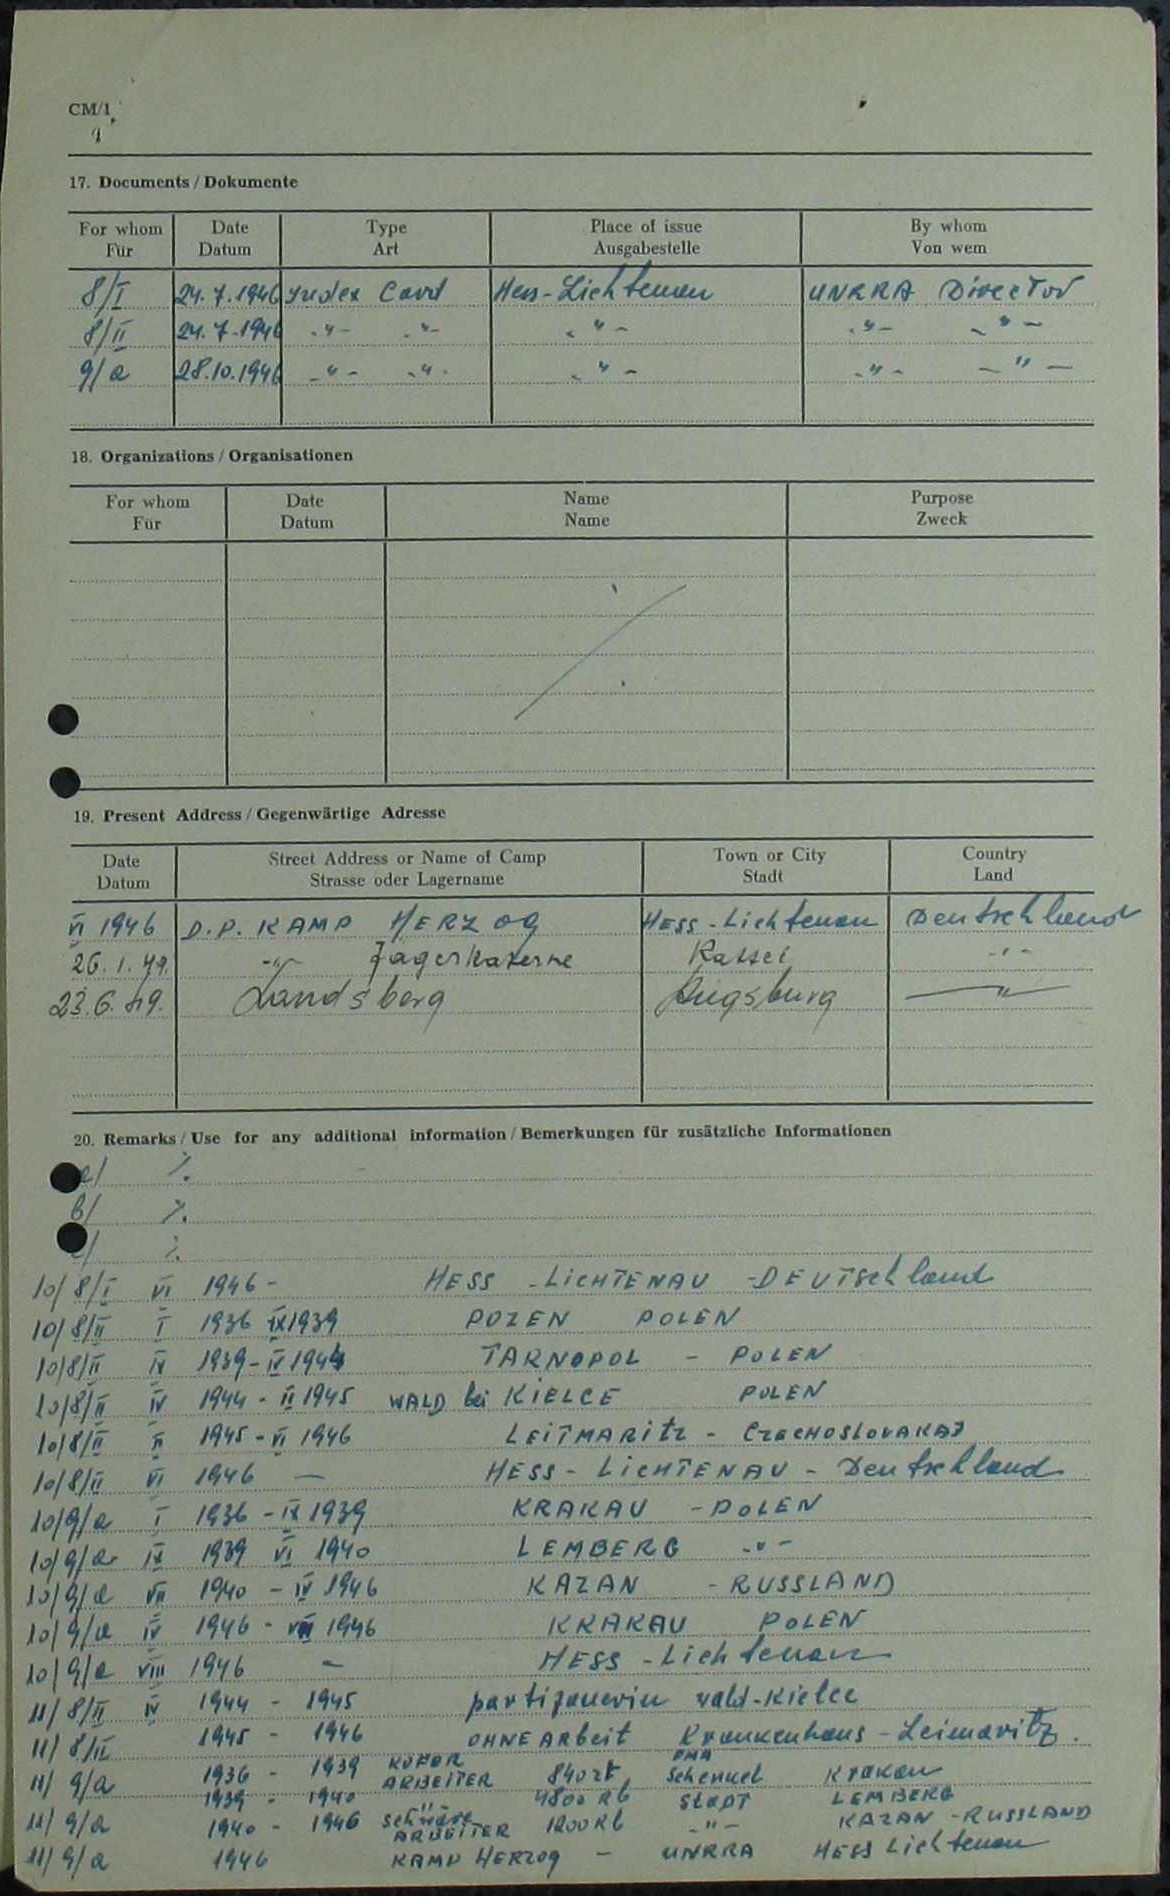 CM/1
17. Documents / Dokumente
For whom Date Type Place of issue By whom
Für Datum Art Ausgabestelle Von wem
8/I 24.7.1946 Index Card Hess-Lichtenau UNRRA Director
8/II 24.7.1946 -"- -"- -"- -"- -"-
9/a 28.10.1946 -"- -"- -"- -"- -"-
18. Organizations / Organisationen
For whom Date Name Purpose
Für Datum Name Zweck
19. Present Address / Gegenwärtige Adresse
Date Street Address or Name of Camp Town or City Country
Datum Strasse oder Lagername Stadt Land
VI 1946 D.P. KAMP HERZOG HESS-Lichtenau Deutschland
26.1.49. -"- Jagerkaserne Kassel -"-
23.6.49. Landsberg Augsburg -"-
20. Remarks / Use for any additional information / Bemerkungen für zusätzliche Informationen
a/ %.
b/ %.
c/ %.
10/8/I VI 1946 - HESS - LICHTENAU - DEUTSchland
10/8/II I 1936 IX 1939 POZEN POLEN
10/8/II IX 1939 - IV 1944 TARNOPOL - POLEN
10/8/II IV 1944 - II 1945 WALD bei KIELCE POLEN
10/8/II II 1945 - VI 1946 LEITMARITZ - CZECHOSLOVAKAJ
10/8/II VI 1946 — HESS - LICHTENAU - Deutschland
10/9/a I 1936 - IX 1939 KRAKAU - POLEN
10/9/a IX 1939 VI 1940 LEMBERG -"-
10/9/a VII 1940 - IV 1946 KAZAN - RUSSLAND
10/9/a IV 1946 - VIII 1946 KRAKAU POLEN
10/9/a VIII 1946 - HESS - Lichtenau
11/8/II IV 1944 - 1945 partizanerin wald-Kielce
11/8/II 1945 - 1946 OHNE Arbeit Krankenhaus - Leimaritz.
11/9/a 1936 - 1939 ARBEITER 840 zł Schenkel Krakau
1939 - 1940 4800 Rb STADT LEMBERG
11/9/a 1940 - 1946 schwäre ARBEITER 1200 Rb -"- KAZAN - RUSSLAND
11/9/a 1946 KAMP HERZOG - UNRRA HESS Lichtenau